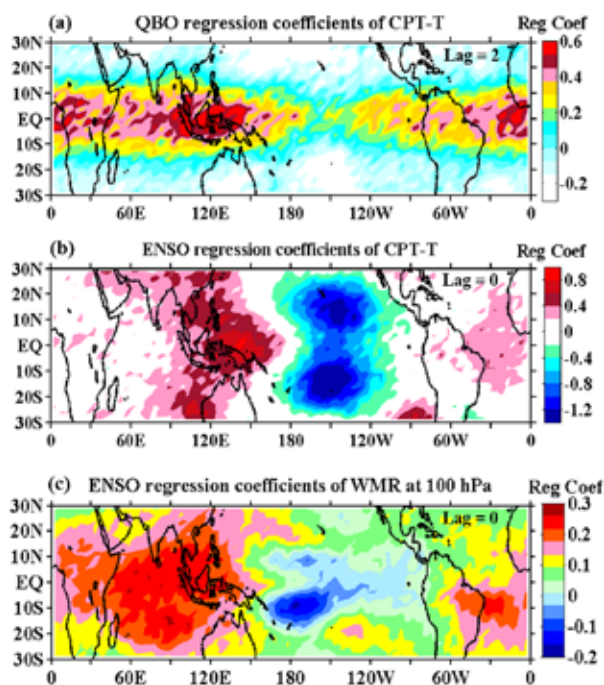 (a) QBO regression coefficients of CPT-T Reg Coef
Lag = 2
30N
20N
10N
EQ
10S
20S
30S
0 60E 120E 180 120W 60W 0
0.6
0.4
0.2
0
-0.2
(b) ENSO regression coefficients of CPT-T Reg Coef
Lag = 0
30N
20N
10N
EQ
10S
20S
30S
0 60E 120E 180 120W 60W 0
0.8
0.4
0
-0.4
-0.8
-1.2
(c) ENSO regression coefficients of WMR at 100 hPa Reg Coef
Lag = 0
30N
20N
10N
EQ
10S
20S
30S
0 60E 120E 180 120W 60W 0
0.3
0.2
0.1
0
-0.1
-0.2